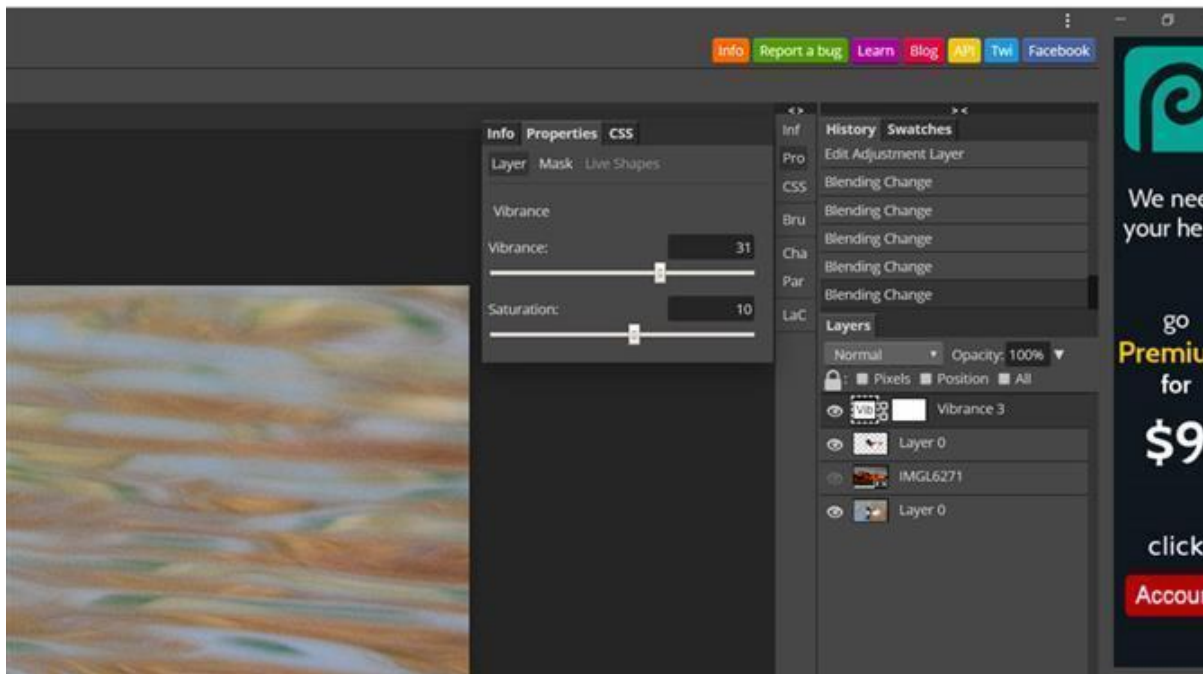 Info Report a bug Learn Blog API Twi Facebook
<> ><
Info Properties CSS
Layer Mask Live Shapes
Vibrance
Vibrance: 31
Saturation: 10
Inf
Pro
CSS
Bru
Cha
Par
LaC
History Swatches
Edit Adjustment Layer
Blending Change
Blending Change
Blending Change
Blending Change
Blending Change
Layers
Normal Opacity: 100%
: Pixels Position All
Vib Vibrance 3
Layer 0
IMGL6271
Layer 0
We nee
your he
go
Premiu
for
$9
click
Accoun